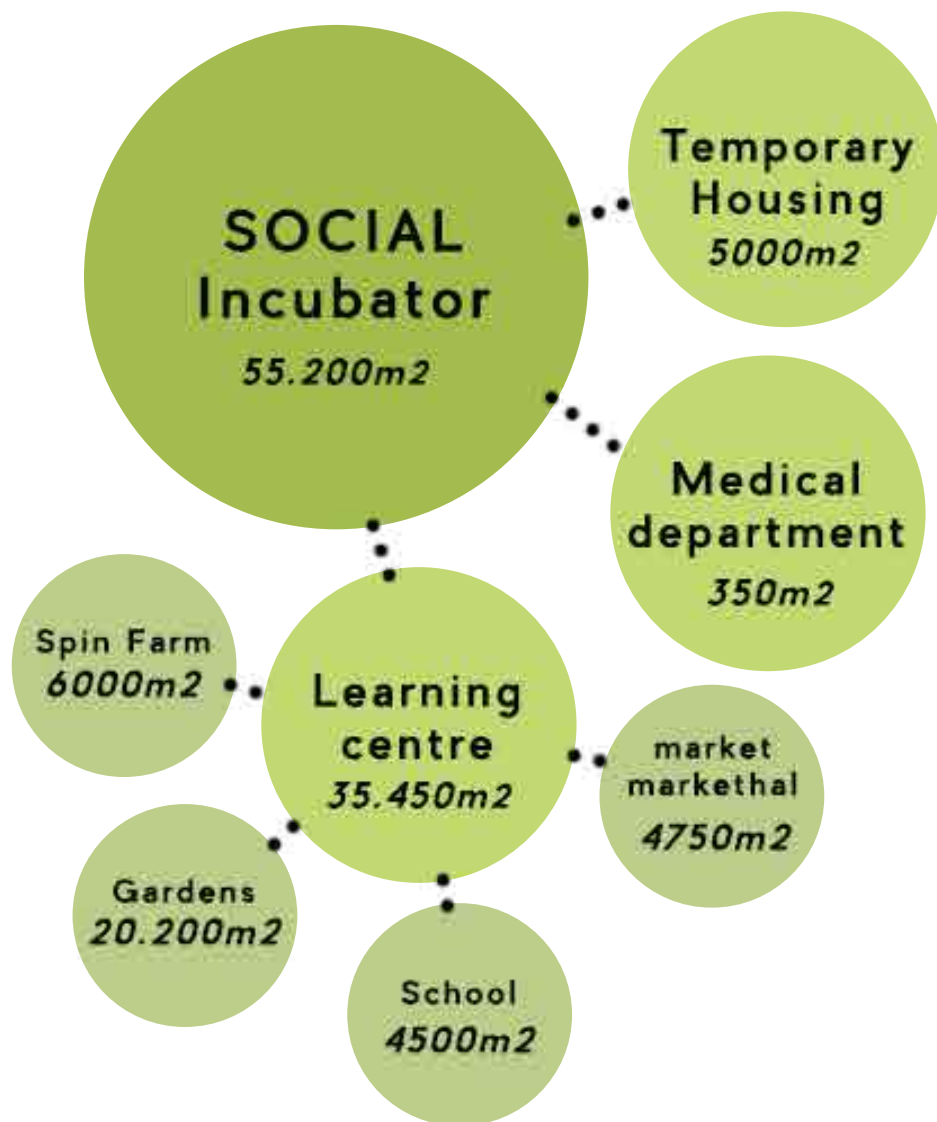 SOCIAL
Incubator
55.200m2
Temporary
Housing
5000m2
Medical
department
350m2
Learning
centre
35.450m2
Spin Farm
6000m2
market
markethal
4750m2
Gardens
20.200m2
School
4500m2